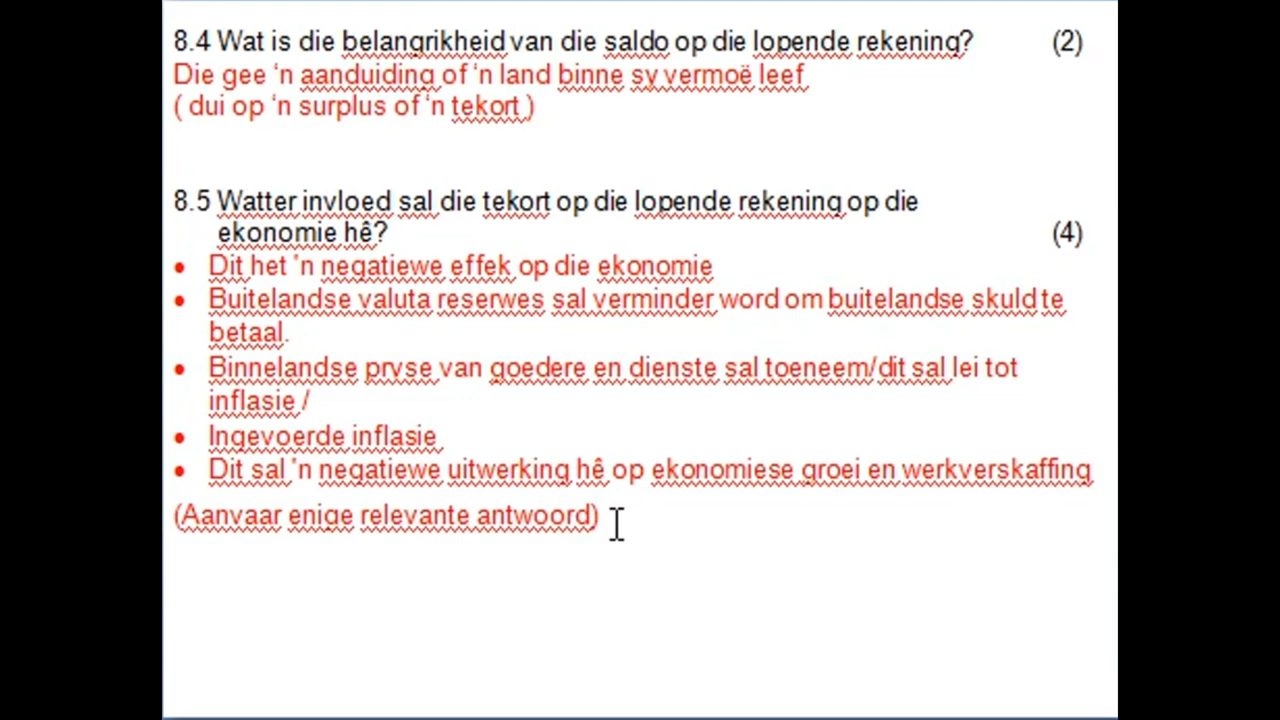 8.4 Wat is die belangrikheid van die saldo op die lopende rekening? (2)
Die gee ‘n aanduiding of ‘n land binne sy vermoë leef
( dui op ‘n surplus of ‘n tekort )
8.5 Watter invloed sal die tekort op die lopende rekening op die
ekonomie hê? (4)
• Dit het ’n negatiewe effek op die ekonomie
• Buitelandse valuta reserwes sal verminder word om buitelandse skuld te
betaal.
• Binnelandse pryse van goedere en dienste sal toeneem/dit sal lei tot
inflasie /
• Ingevoerde inflasie
• Dit sal ’n negatiewe uitwerking hê op ekonomiese groei en werkverskaffing
(Aanvaar enige relevante antwoord)